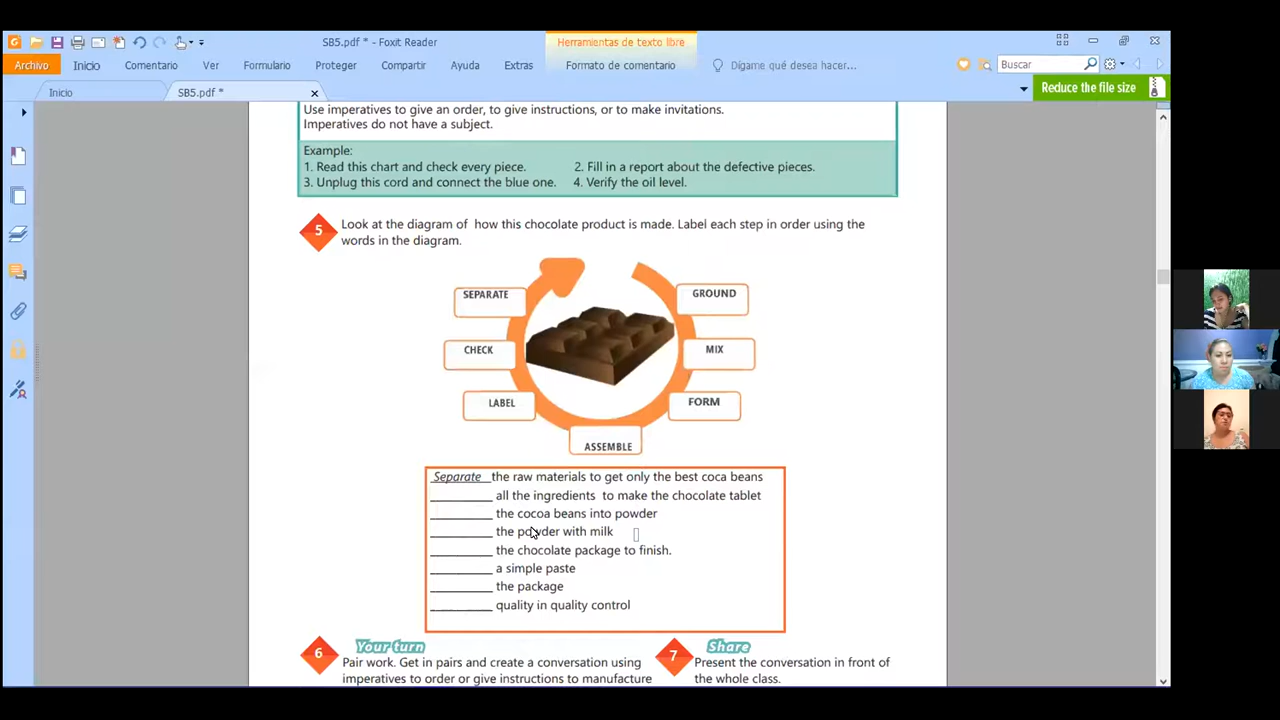 SB5.pdf * - Foxit Reader
Herramientas de texto libre
Archivo Inicio Comentario Ver Formulario Proteger Compartir Ayuda Extras Formato de comentario Dígame qué desea hacer... Buscar
Inicio SB5.pdf * Reduce the file size
Use imperatives to give an order, to give instructions, or to make invitations.
Imperatives do not have a subject.
Example:
1. Read this chart and check every piece. 2. Fill in a report about the defective pieces.
3. Unplug this cord and connect the blue one. 4. Verify the oil level.
5 Look at the diagram of how this chocolate product is made. Label each step in order using the
words in the diagram.
SEPARATE GROUND
CHECK MIX
LABEL FORM
ASSEMBLE
_Separate_ the raw materials to get only the best coca beans
__________ all the ingredients to make the chocolate tablet
__________ the cocoa beans into powder
__________ the powder with milk
__________ the chocolate package to finish.
__________ a simple paste
__________ the package
__________ quality in quality control
6 Your turn
Pair work. Get in pairs and create a conversation using
imperatives to order or give instructions to manufacture
7 Share
Present the conversation in front of
the whole class.